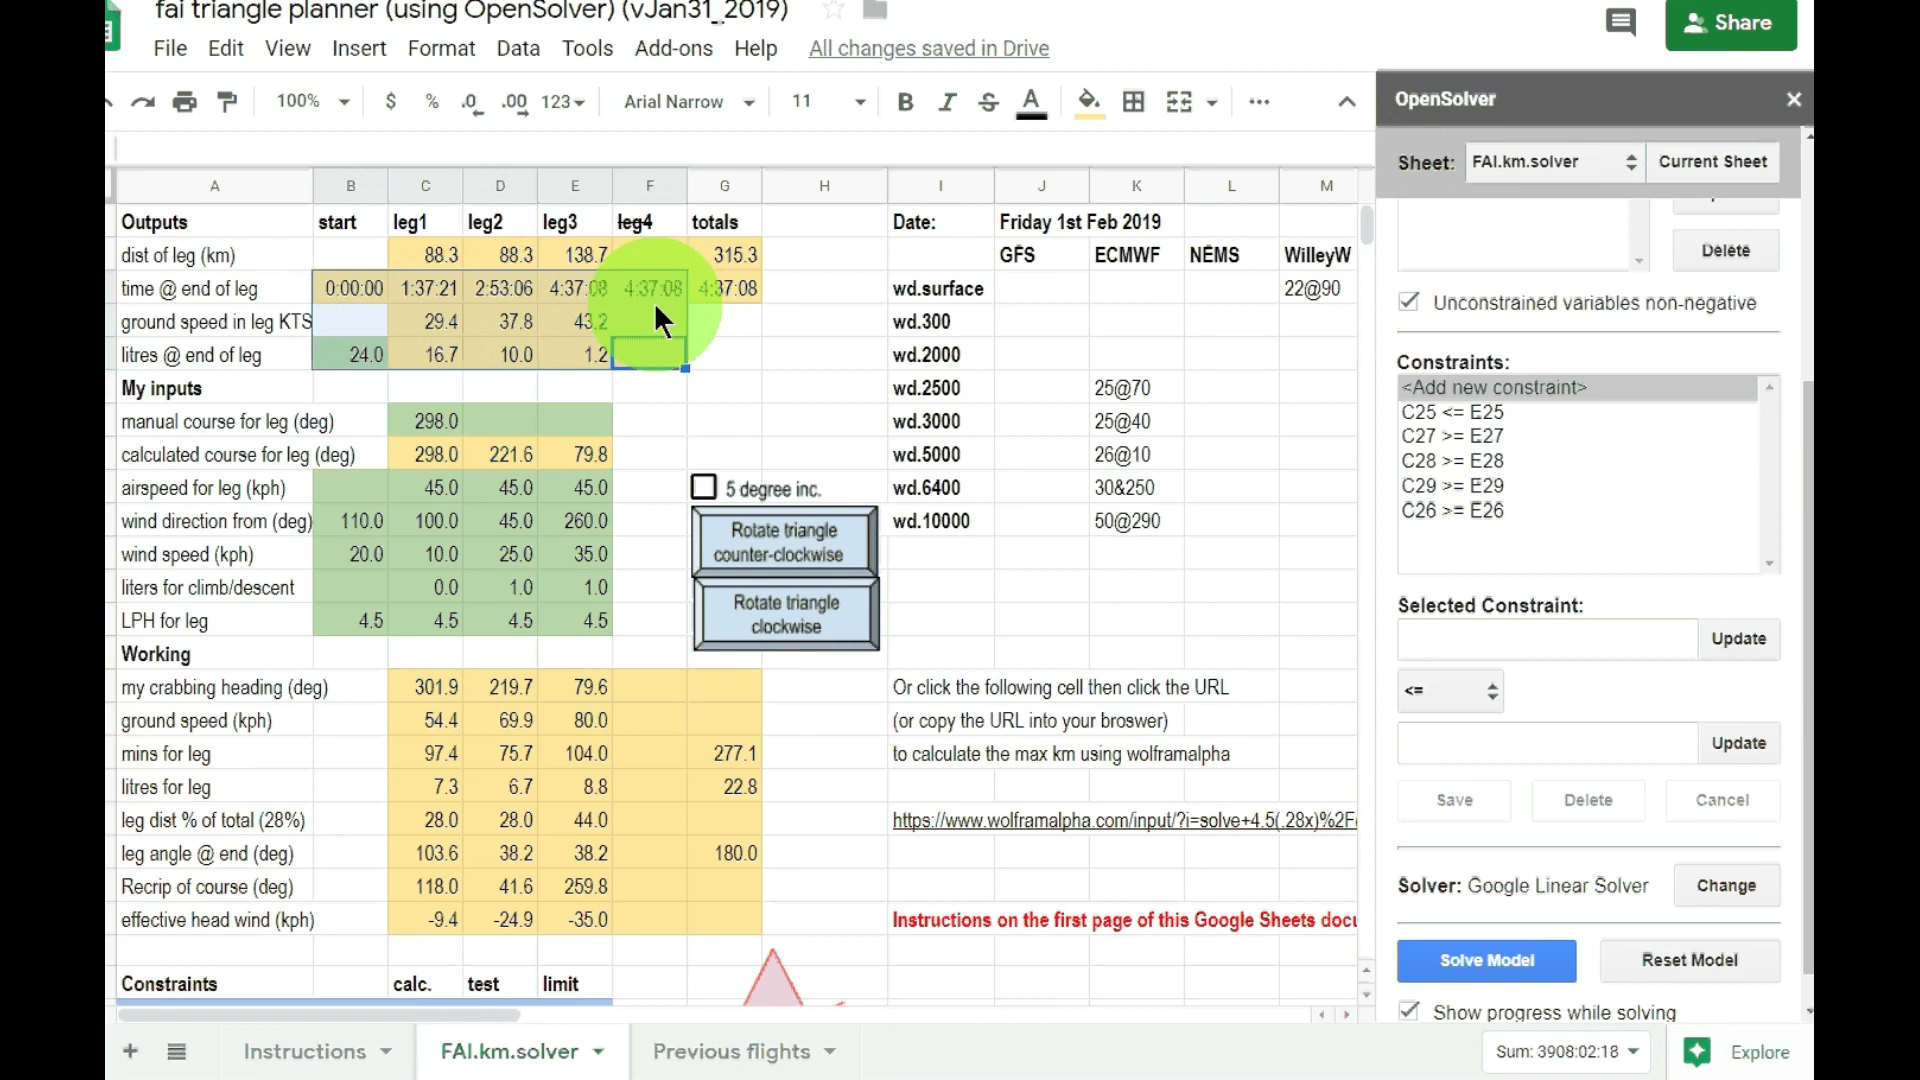 fai triangle planner (using OpenSolver) (vJan31_2019)
File Edit View Insert Format Data Tools Add-ons Help All changes saved in Drive
Share
100% $ % .0 .00 123 Arial Narrow 11 B I S A
OpenSolver
Sheet: FAI.km.solver Current Sheet
A B C D E F G H I J K L M
Outputs start leg1 leg2 leg3 leg4 totals Date: Friday 1st Feb 2019
dist of leg (km) 88.3 88.3 138.7 315.3 GFS ECMWF NEMS WilleyW
time @ end of leg 0:00:00 1:37:21 2:53:06 4:37:08 4:37:08 4:37:08 wd.surface 22@90
ground speed in leg KTS 29.4 37.8 43.2 wd.300
litres @ end of leg 24.0 16.7 10.0 1.2 wd.2000
My inputs wd.2500 25@70
manual course for leg (deg) 298.0 wd.3000 25@40
calculated course for leg (deg) 298.0 221.6 79.8 wd.5000 26@10
airspeed for leg (kph) 45.0 45.0 45.0 5 degree inc. wd.6400 30&250
wind direction from (deg) 110.0 100.0 45.0 260.0 wd.10000 50@290
Rotate triangle
counter-clockwise
wind speed (kph) 20.0 10.0 25.0 35.0
liters for climb/descent 0.0 1.0 1.0
Rotate triangle
clockwise
LPH for leg 4.5 4.5 4.5 4.5
Working
my crabbing heading (deg) 301.9 219.7 79.6 Or click the following cell then click the URL
ground speed (kph) 54.4 69.9 80.0 (or copy the URL into your broswer)
mins for leg 97.4 75.7 104.0 277.1 to calculate the max km using wolframalpha
litres for leg 7.3 6.7 8.8 22.8
leg dist % of total (28%) 28.0 28.0 44.0 https://www.wolframalpha.com/input/?i=solve+4.5(.28x)%2F
leg angle @ end (deg) 103.6 38.2 38.2 180.0
Recrip of course (deg) 118.0 41.6 259.8
effective head wind (kph) -9.4 -24.9 -35.0 Instructions on the first page of this Google Sheets docu
Constraints calc. test limit
Delete
Unconstrained variables non-negative
Constraints:
<Add new constraint>
C25 <= E25
C27 >= E27
C28 >= E28
C29 >= E29
C26 >= E26
Selected Constraint:
Update
<=
Update
Save Delete Cancel
Solver: Google Linear Solver Change
Solve Model Reset Model
Show progress while solving
+ Instructions FAI.km.solver Previous flights Sum: 3908:02:18 Explore